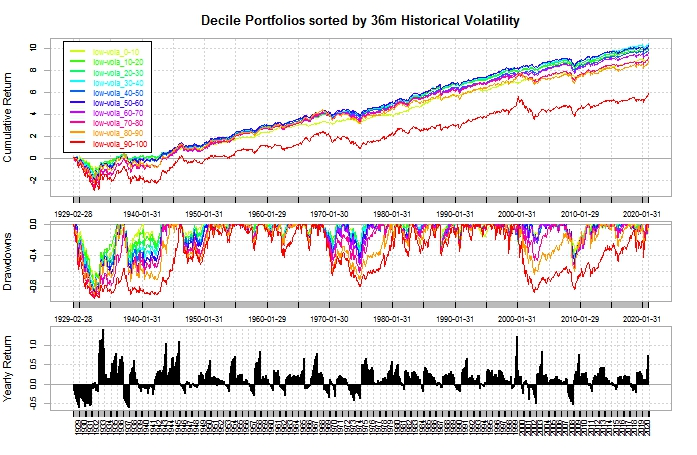 Decile Portfolios sorted by 36m Historical Volatility
Cumulative Return
10
8
6
4
2
0
-2
low-vola_0-10
low-vola_10-20
low-vola_20-30
low-vola_30-40
low-vola_40-50
low-vola_50-60
low-vola_60-70
low-vola_70-80
low-vola_80-90
low-vola_90-100
1929-02-28 1940-01-31 1950-01-31 1960-01-29 1970-01-30 1980-01-31 1990-01-31 2000-01-31 2010-01-29 2020-01-31
Drawdowns
0.0
-0.4
-0.8
1929-02-28 1940-01-31 1950-01-31 1960-01-29 1970-01-30 1980-01-31 1990-01-31 2000-01-31 2010-01-29 2020-01-31
Yearly Return
1.0
0.5
0.0
-0.5